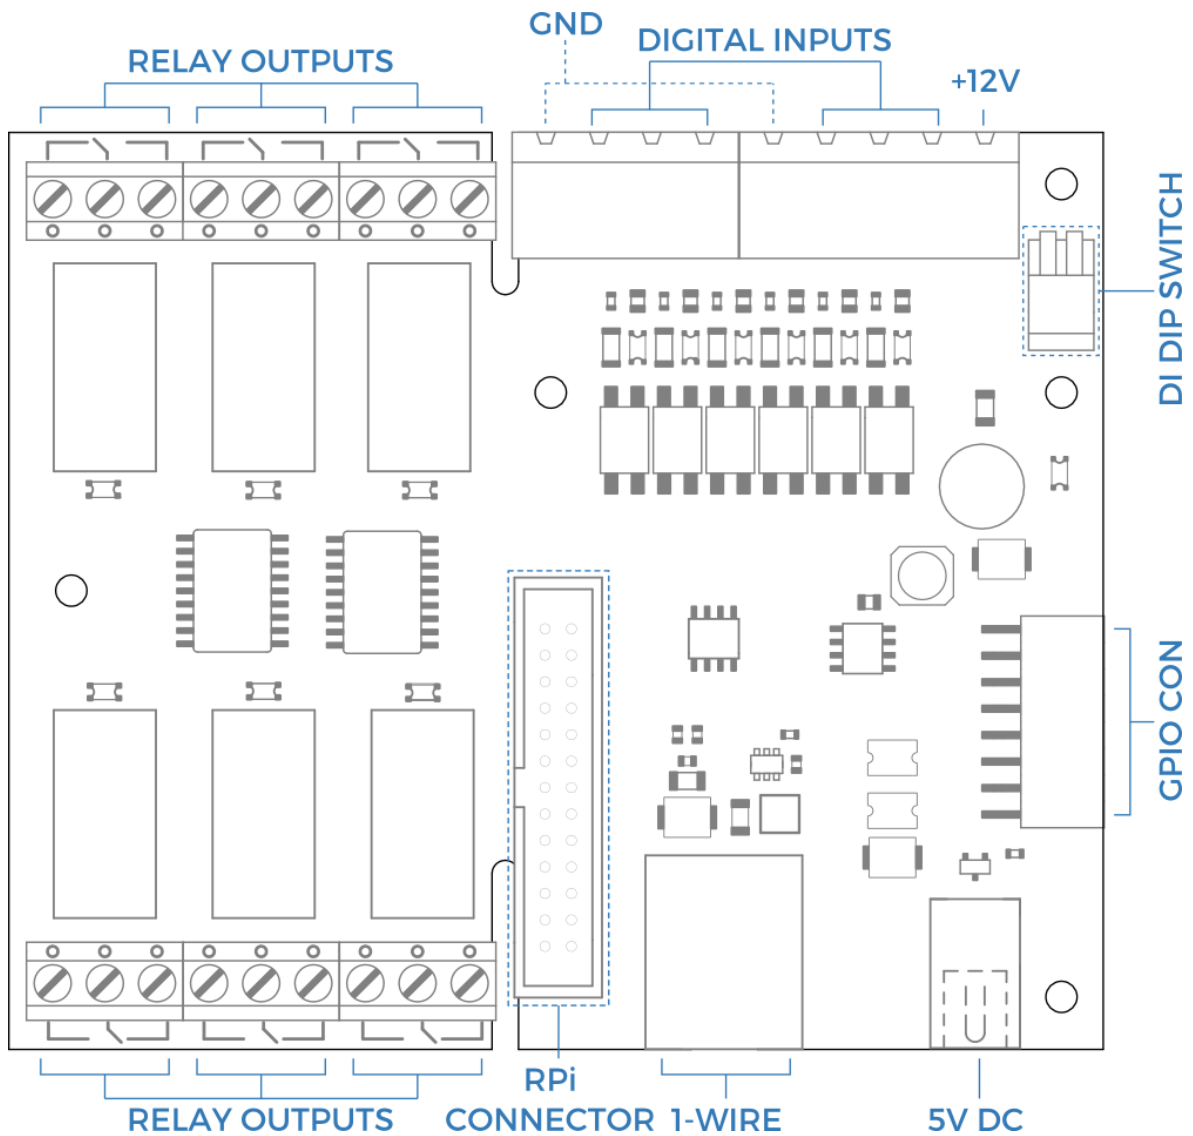 GND
RELAY OUTPUTS
DIGITAL INPUTS
+12V
DI DIP SWITCH
GPIO CON
RPi
CONNECTOR
1-WIRE
5V DC
RELAY OUTPUTS